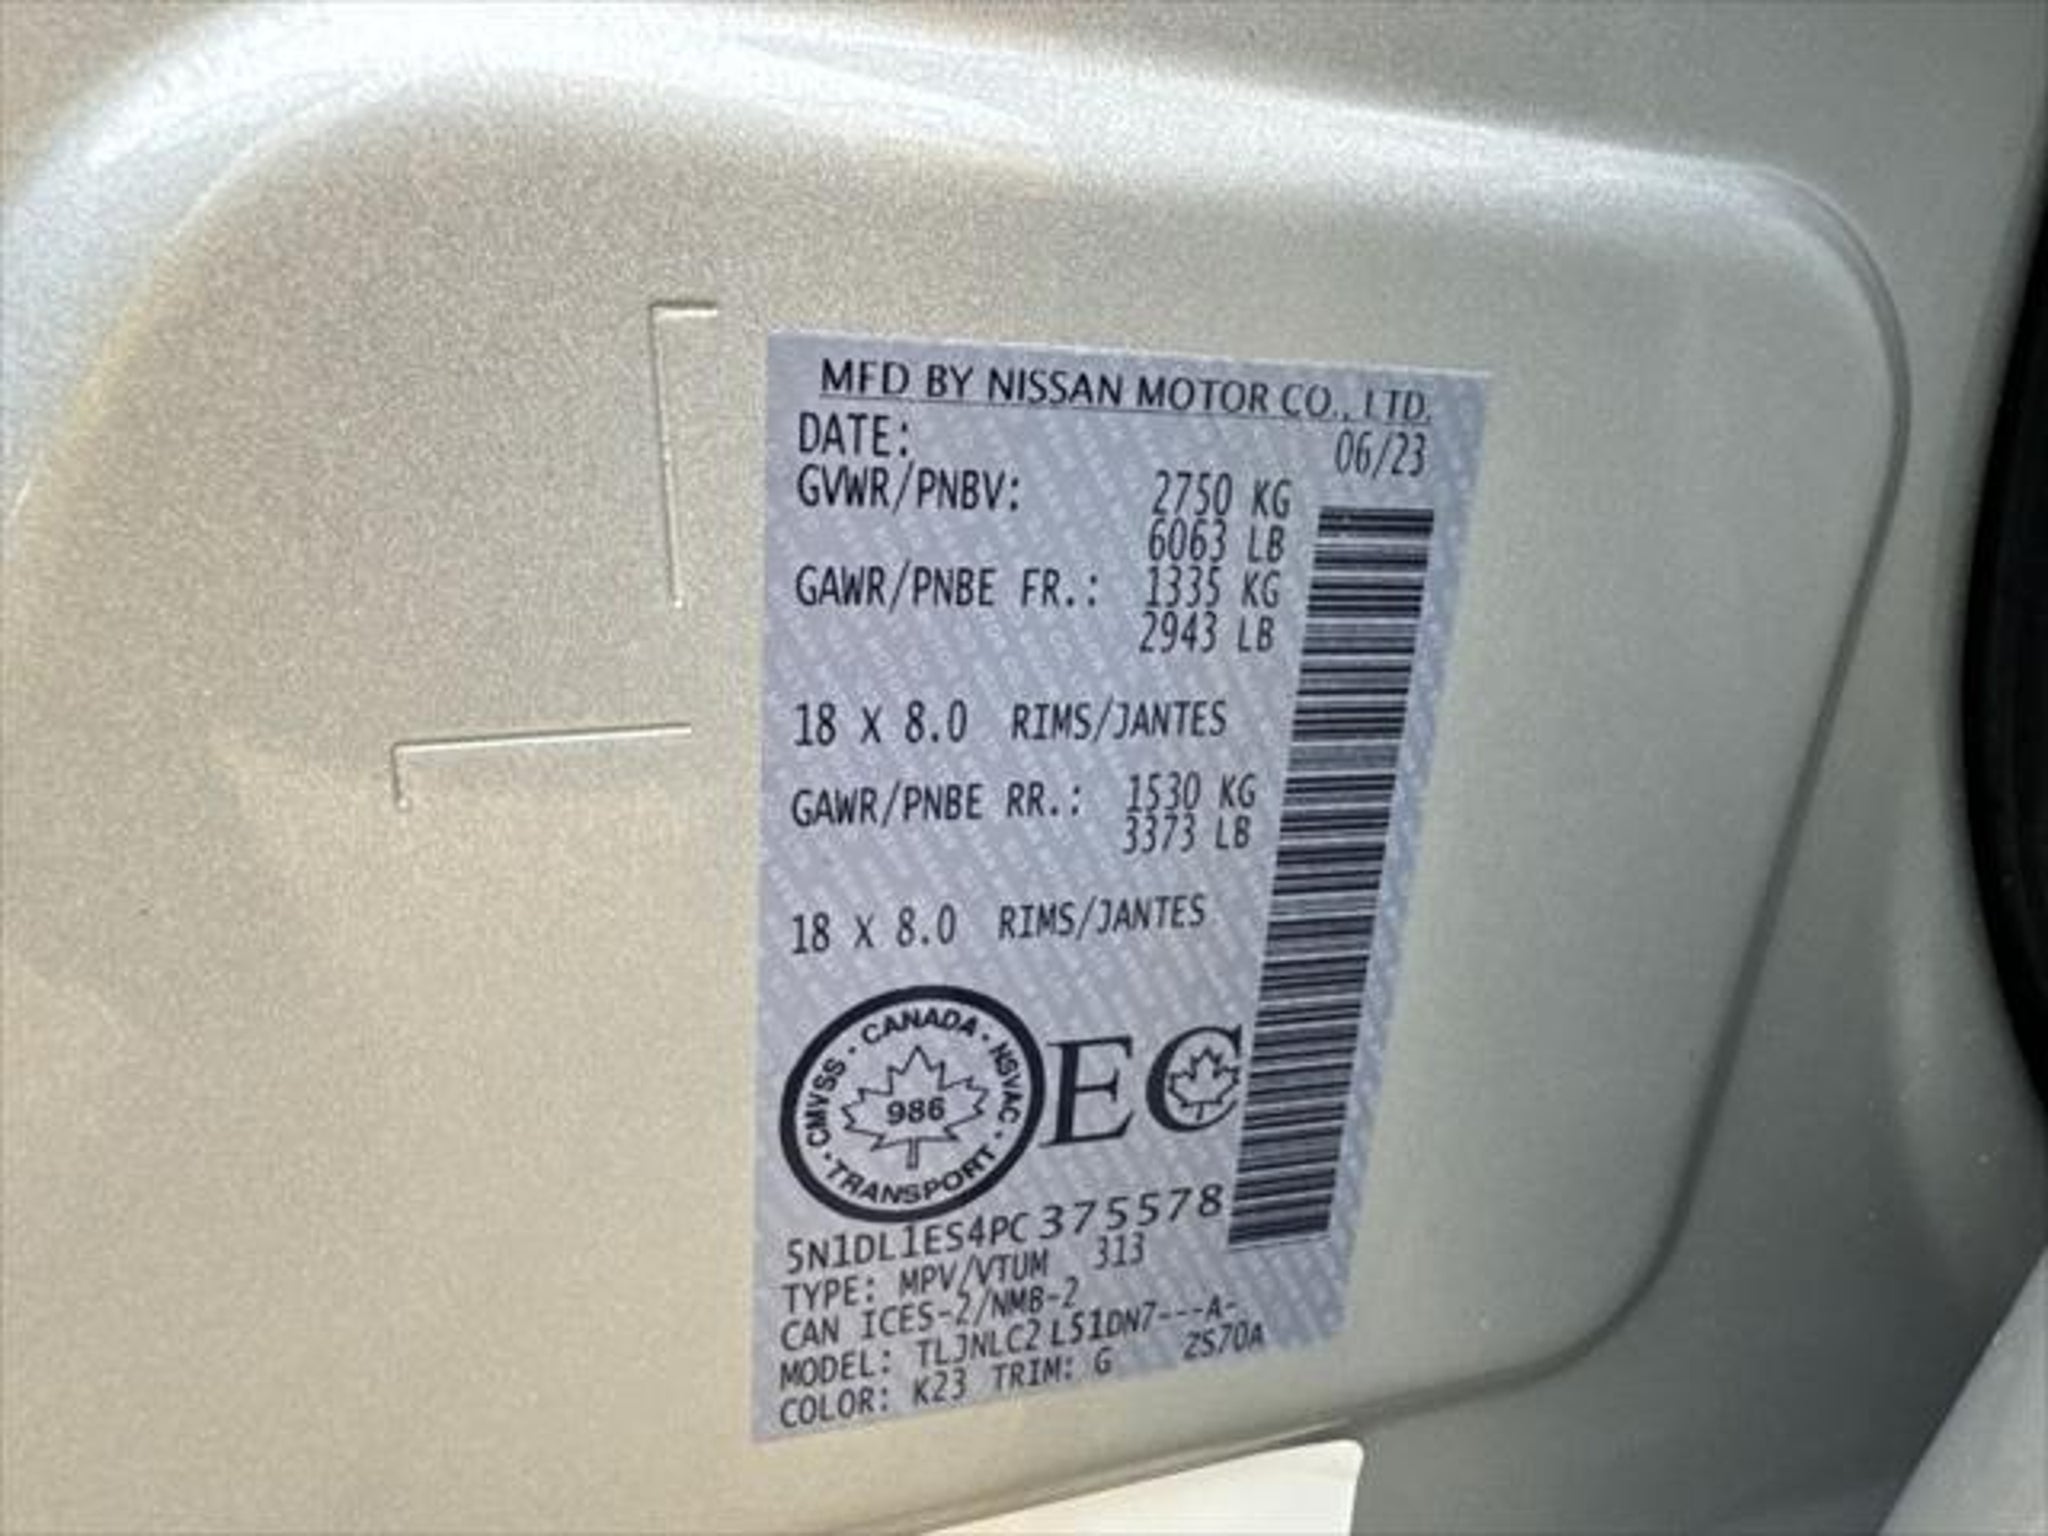 MFD BY NISSAN MOTOR CO., LTD.
DATE: 06/23
GVWR/PNBV: 2750 KG
6063 LB
GAWR/PNBE FR.: 1335 KG
2943 LB
18 X 8.0 RIMS/JANTES
GAWR/PNBE RR.: 1530 KG
3373 LB
18 X 8.0 RIMS/JANTES
CANADA · NSVAC · TRANSPORT · CMVSS ·
986
EC
5N1DL1ES4PC375578
TYPE: MPV/VTUM 313
CAN ICES-2/NMB-2
MODEL: TLJNLC2 L51DN7---A-
COLOR: K23 TRIM: G 2S70A